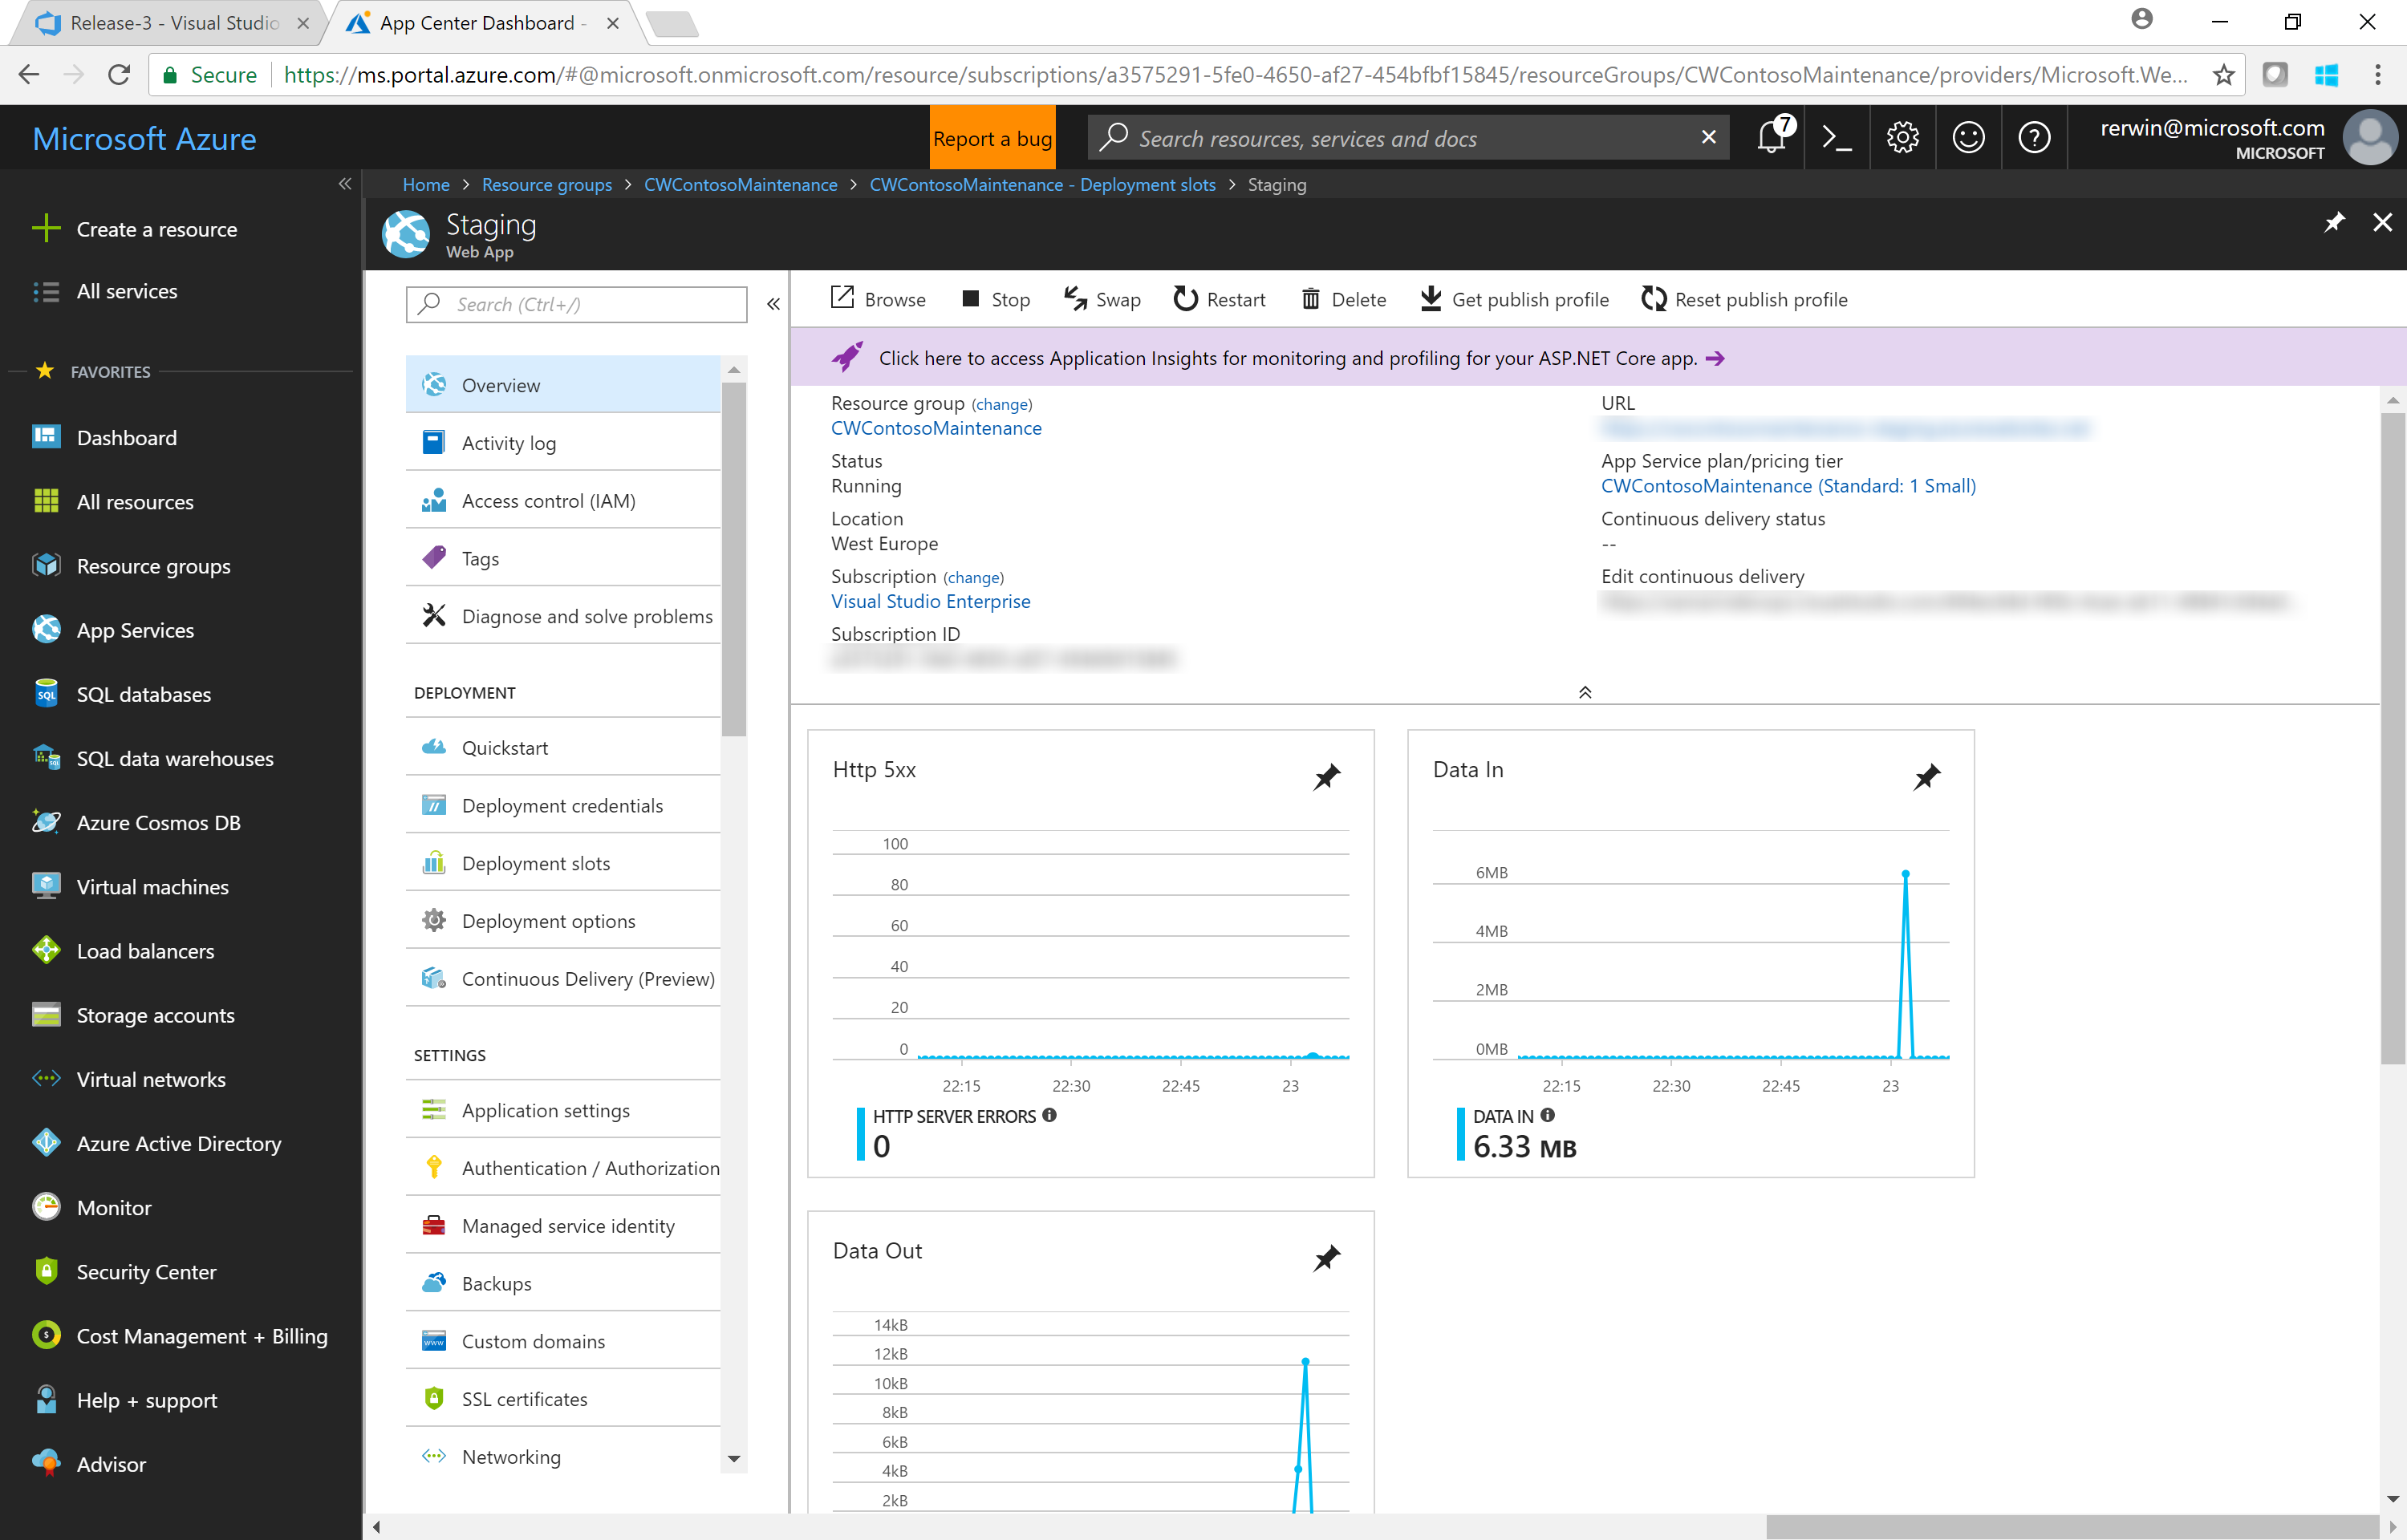 Release-3 - Visual Studio
App Center Dashboard -
Secure
https://ms.portal.azure.com/#@microsoft.onmicrosoft.com/resource/subscriptions/a3575291-5fe0-4650-af27-454bfbf15845/resourceGroups/CWContosoMaintenance/providers/Microsoft.We...
Microsoft Azure
Report a bug
Search resources, services and docs
7
rerwin@microsoft.com
MICROSOFT
Home > Resource groups > CWContosoMaintenance > CWContosoMaintenance - Deployment slots > Staging
Staging
Web App
Create a resource
All services
FAVORITES
Dashboard
All resources
Resource groups
App Services
SQL databases
SQL data warehouses
Azure Cosmos DB
Virtual machines
Load balancers
Storage accounts
Virtual networks
Azure Active Directory
Monitor
Security Center
Cost Management + Billing
Help + support
Advisor
Search (Ctrl+/)
Overview
Activity log
Access control (IAM)
Tags
Diagnose and solve problems
DEPLOYMENT
Quickstart
Deployment credentials
Deployment slots
Deployment options
Continuous Delivery (Preview)
SETTINGS
Application settings
Authentication / Authorization
Managed service identity
Backups
Custom domains
SSL certificates
Networking
Browse
Stop
Swap
Restart
Delete
Get publish profile
Reset publish profile
Click here to access Application Insights for monitoring and profiling for your ASP.NET Core app.
Resource group (change)
CWContosoMaintenance
Status
Running
Location
West Europe
Subscription (change)
Visual Studio Enterprise
Subscription ID
URL
App Service plan/pricing tier
CWContosoMaintenance (Standard: 1 Small)
Continuous delivery status
--
Edit continuous delivery
Http 5xx
100
80
60
40
20
0
22:15 22:30 22:45 23
HTTP SERVER ERRORS
0
Data In
6MB
4MB
2MB
0MB
22:15 22:30 22:45 23
DATA IN
6.33 MB
Data Out
14kB
12kB
10kB
8kB
6kB
4kB
2kB